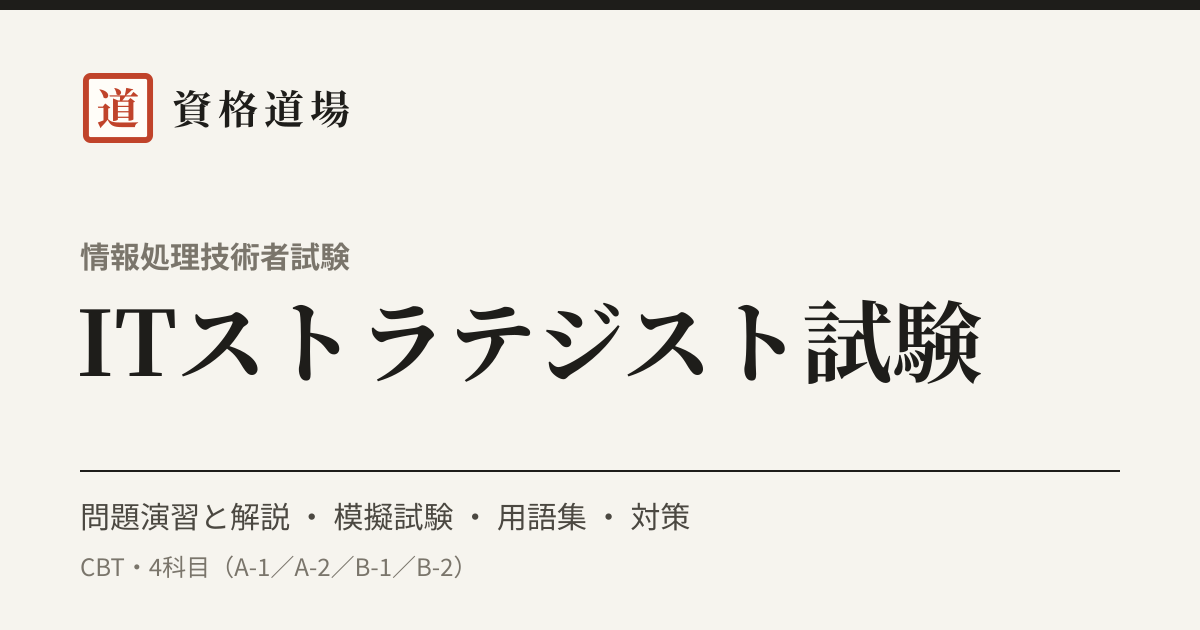 道 資格道場
情報処理技術者試験
ITストラテジスト試験
問題演習と解説 ・ 模擬試験 ・ 用語集 ・ 対策
CBT・4科目（A-1／A-2／B-1／B-2）